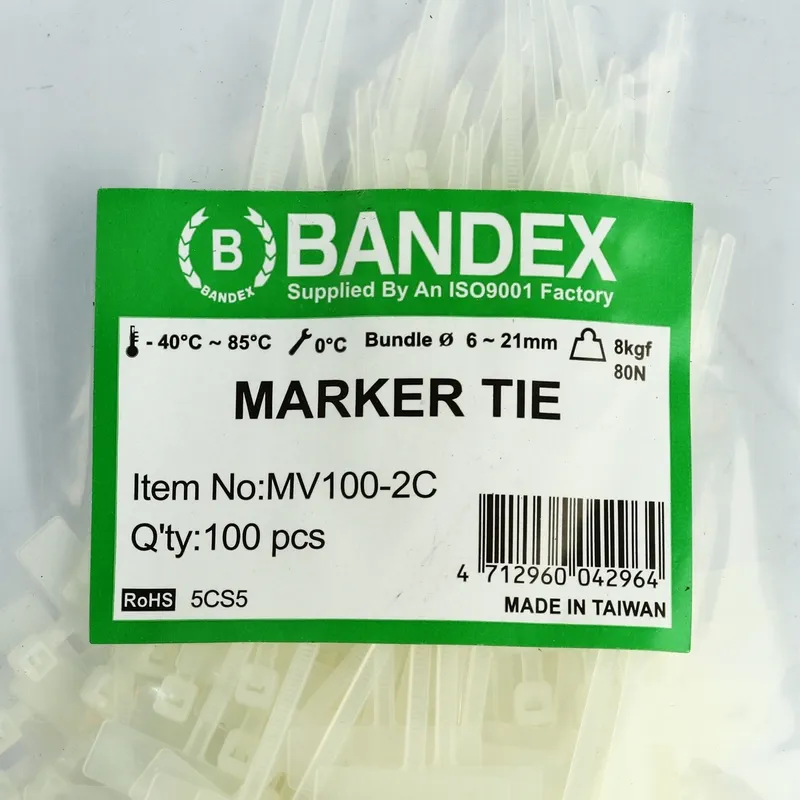 B
BANDEX
BANDEX
Supplied By An ISO9001 Factory
- 40°C ~ 85°C 0°C Bundle Ø 6 ~ 21mm 8kgf
80N
MARKER TIE
Item No:MV100-2C
Q'ty:100 pcs
4 712960 042964
RoHS 5CS5
MADE IN TAIWAN